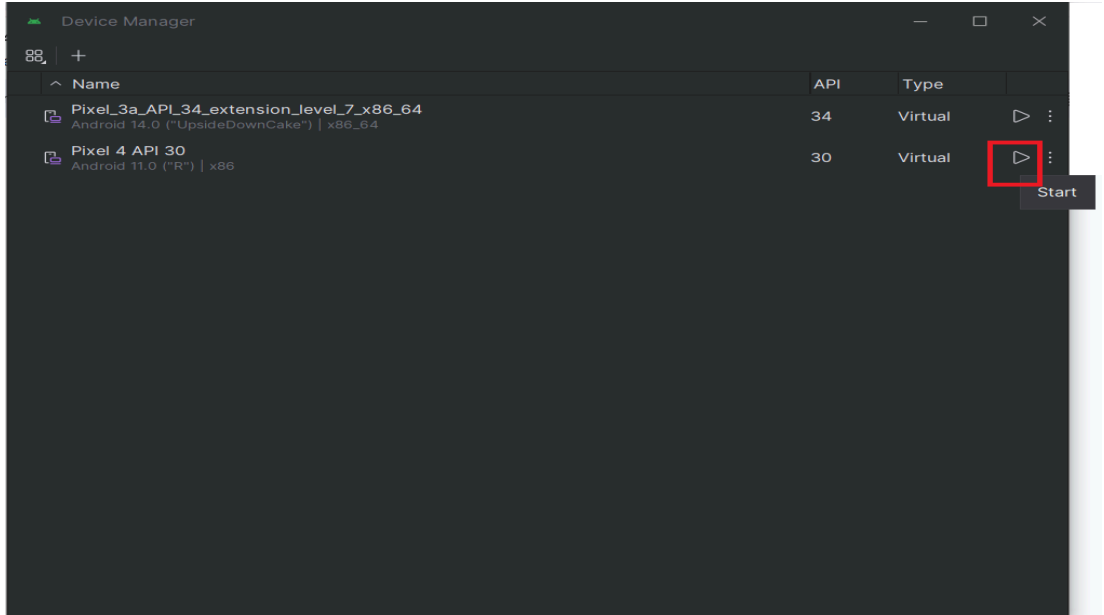 Device Manager
Name API Type
Pixel_3a_API_34_extension_level_7_x86_64
Android 14.0 ("UpsideDownCake") | x86_64
34 Virtual
Pixel 4 API 30
Android 11.0 ("R") | x86
30 Virtual
Start